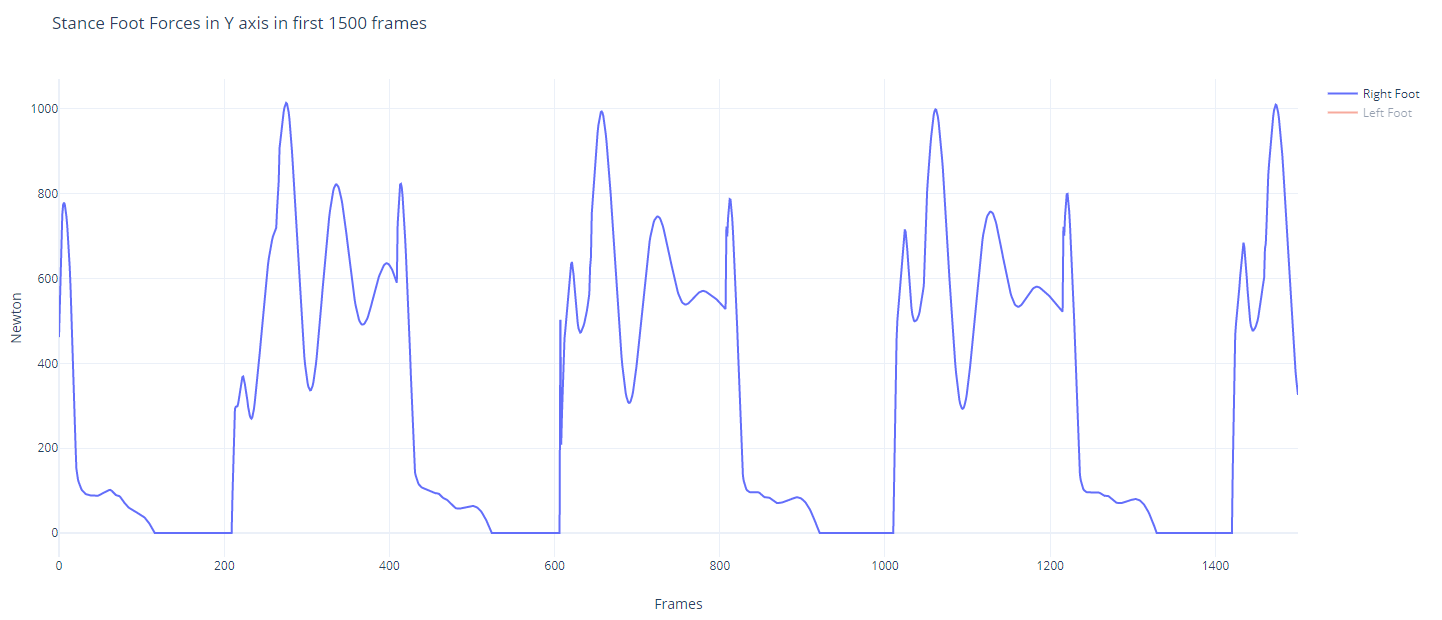 Stance Foot Forces in Y axis in first 1500 frames
Right Foot
Left Foot
1000
800
600
400
200
0
Newton
0 200 400 600 800 1000 1200 1400
Frames